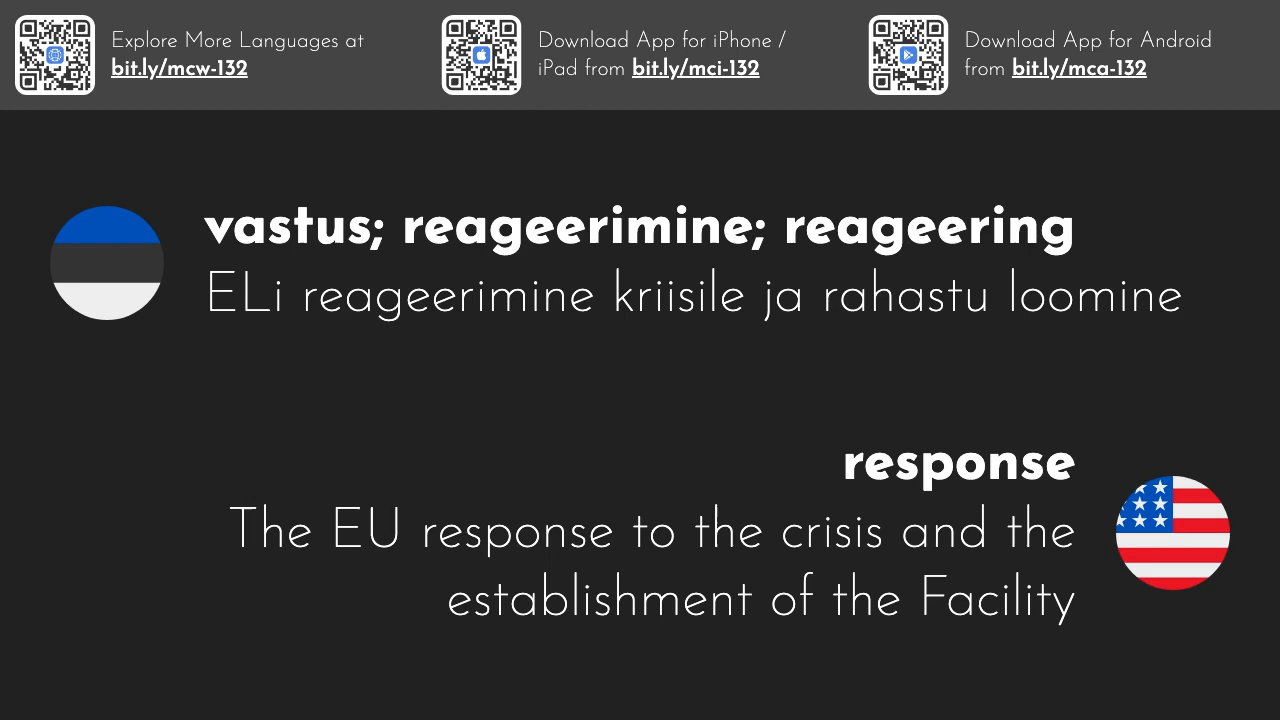 Explore More Languages at
bit.ly/mcw-132
Download App for iPhone /
iPad from bit.ly/mci-132
Download App for Android
from bit.ly/mca-132
vastus; reageerimine; reageering
ELi reageerimine kriisile ja rahastu loomine
response
The EU response to the crisis and the
establishment of the Facility